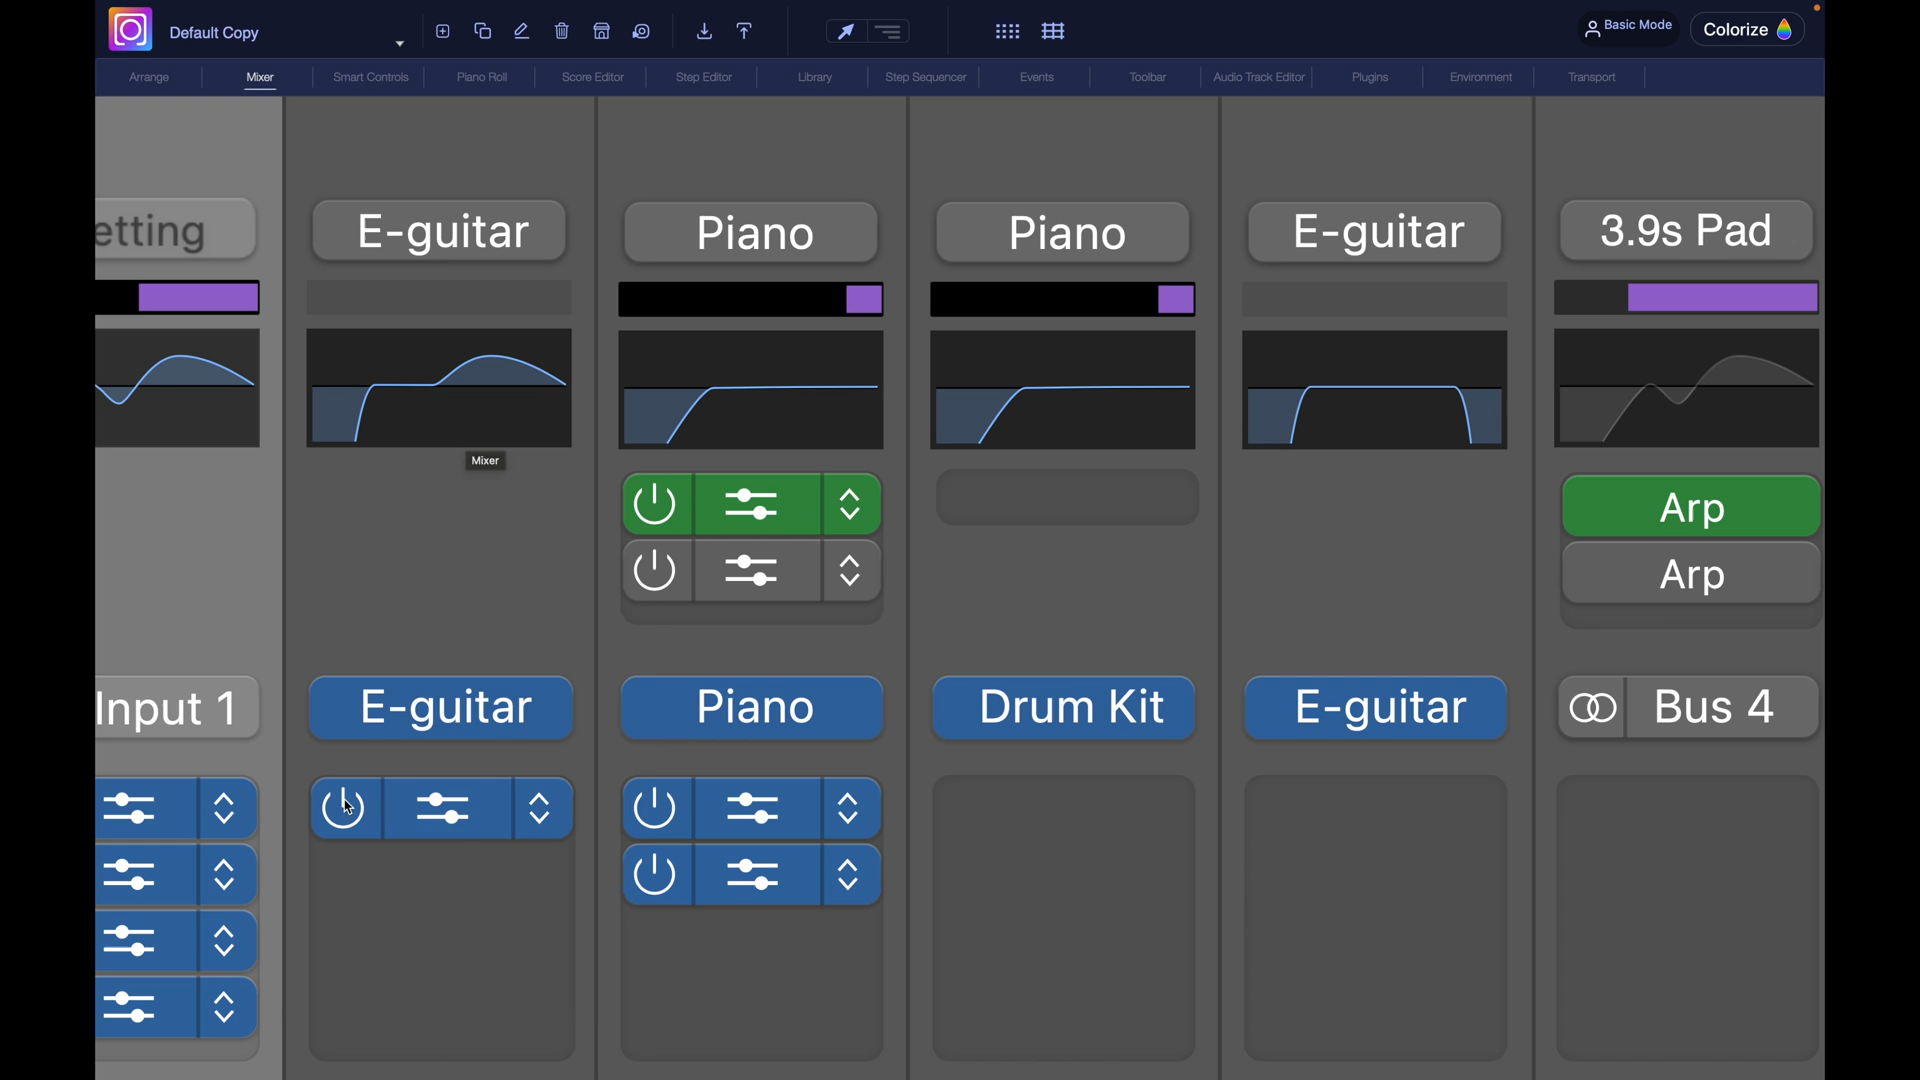 Default Copy
Basic Mode
Colorize
Arrange
Mixer
Smart Controls
Piano Roll
Score Editor
Step Editor
Library
Step Sequencer
Events
Toolbar
Audio Track Editor
Plugins
Environment
Transport
etting
E-guitar
Piano
Piano
E-guitar
3.9s Pad
Mixer
Arp
Arp
Input 1
E-guitar
Piano
Drum Kit
E-guitar
Bus 4